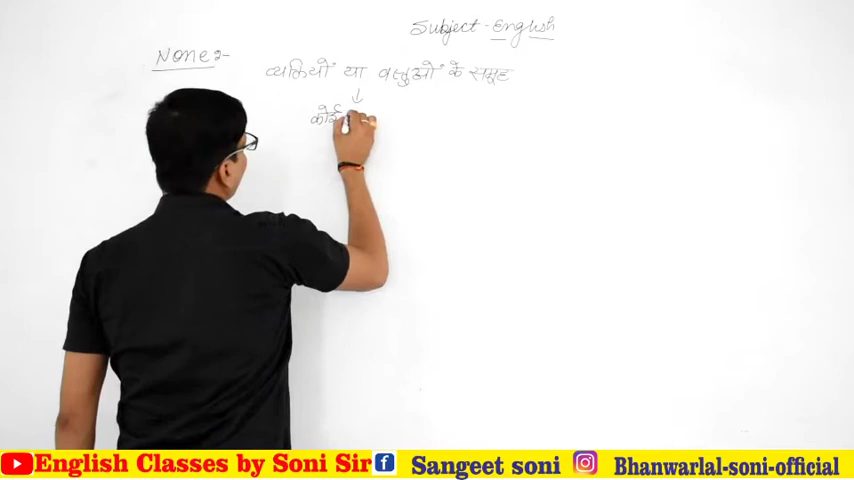 Subject - English
None :-
व्यक्तियों या वस्तुओं के समूह
↓
कोई
English Classes by Soni Sir Sangeet soni Bhanwarlal-soni-official